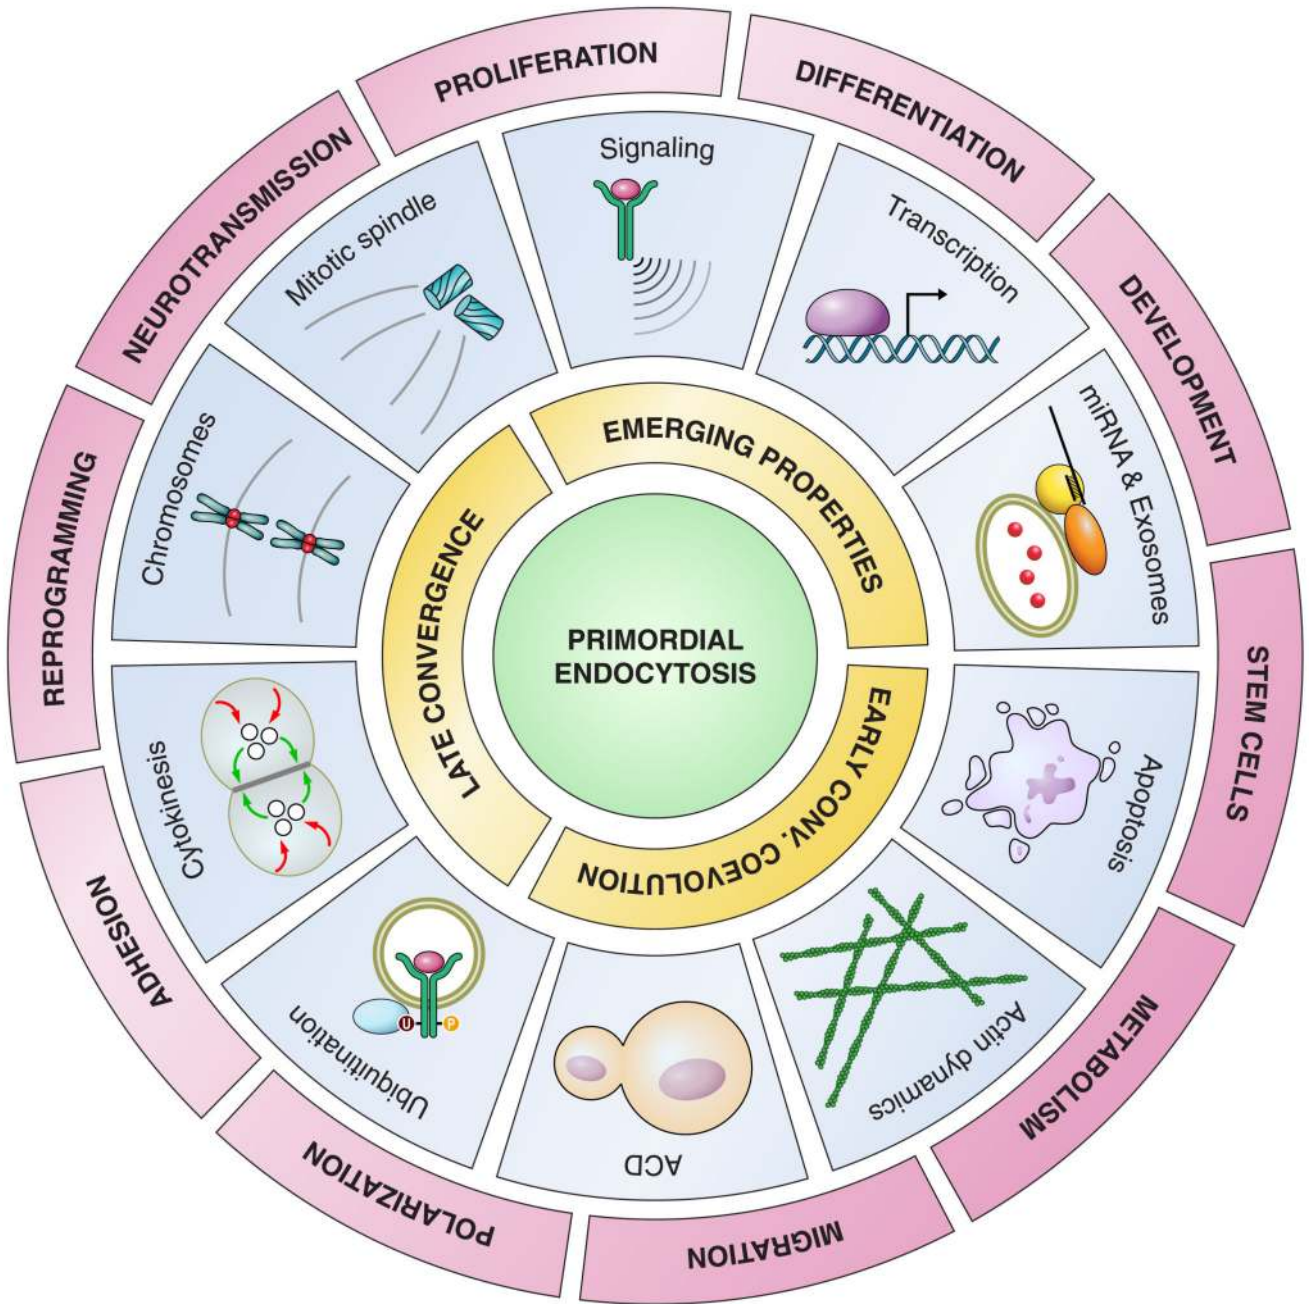 PROLIFERATION
DIFFERENTIATION
DEVELOPMENT
STEM CELLS
METABOLISM
MIGRATION
POLARIZATION
ADHESION
REPROGRAMMING
NEUROTRANSMISSION
Signaling
Transcription
miRNA & Exosomes
Apoptosis
Actin dynamics
ACD
Ubiquitination
U
P
Cytokinesis
Chromosomes
Mitotic spindle
EMERGING PROPERTIES
EARLY CONV. COEVOLUTION
LATE CONVERGENCE
PRIMORDIAL
ENDOCYTOSIS